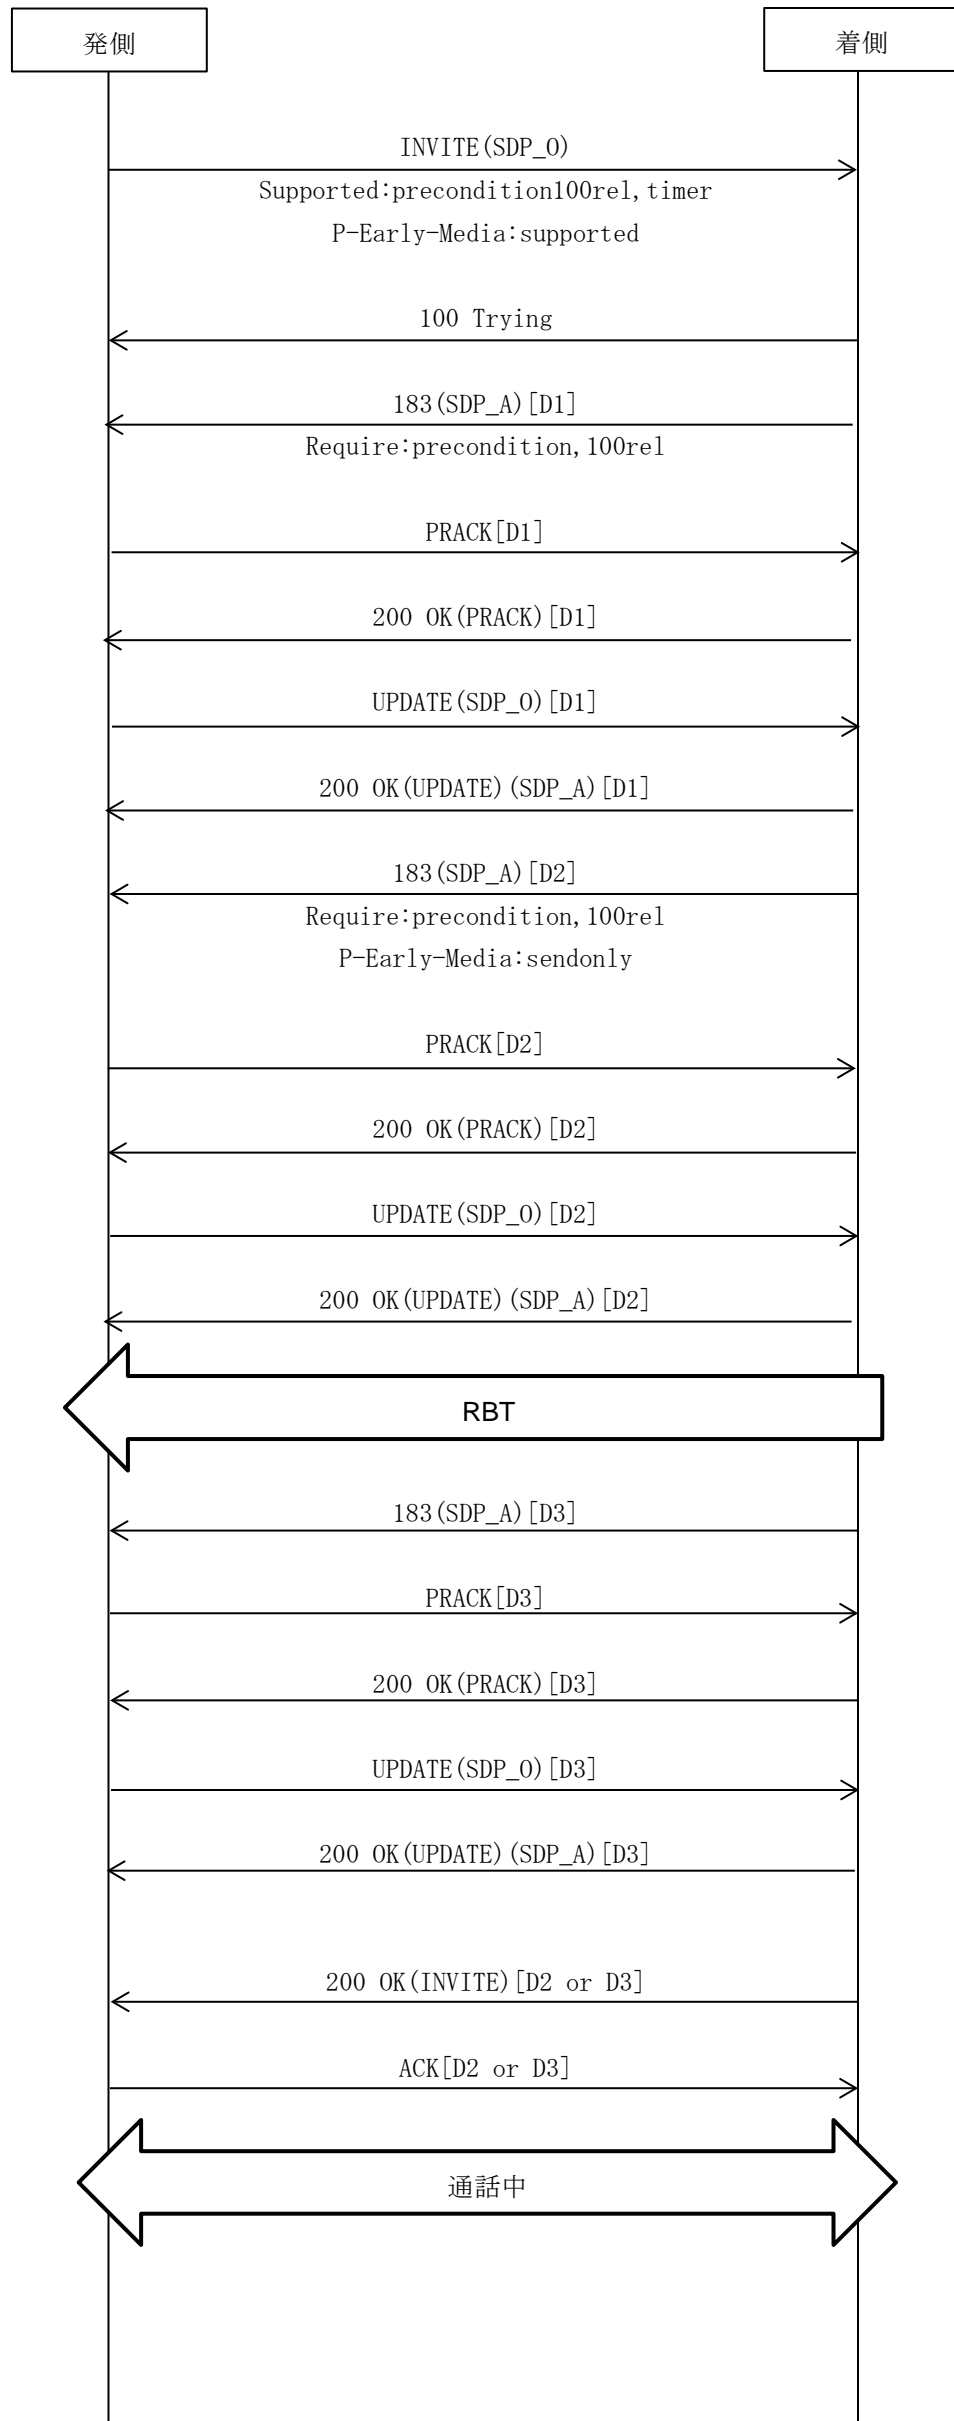 発側
着側
INVITE(SDP_O)
Supported:precondition100rel,timer
P-Early-Media:supported
100 Trying
183(SDP_A)[D1]
Require:precondition,100rel
PRACK[D1]
200 OK(PRACK)[D1]
UPDATE(SDP_O)[D1]
200 OK(UPDATE)(SDP_A)[D1]
183(SDP_A)[D2]
Require:precondition,100rel
P-Early-Media:sendonly
PRACK[D2]
200 OK(PRACK)[D2]
UPDATE(SDP_O)[D2]
200 OK(UPDATE)(SDP_A)[D2]
RBT
183(SDP_A)[D3]
PRACK[D3]
200 OK(PRACK)[D3]
UPDATE(SDP_O)[D3]
200 OK(UPDATE)(SDP_A)[D3]
200 OK(INVITE)[D2 or D3]
ACK[D2 or D3]
通話中